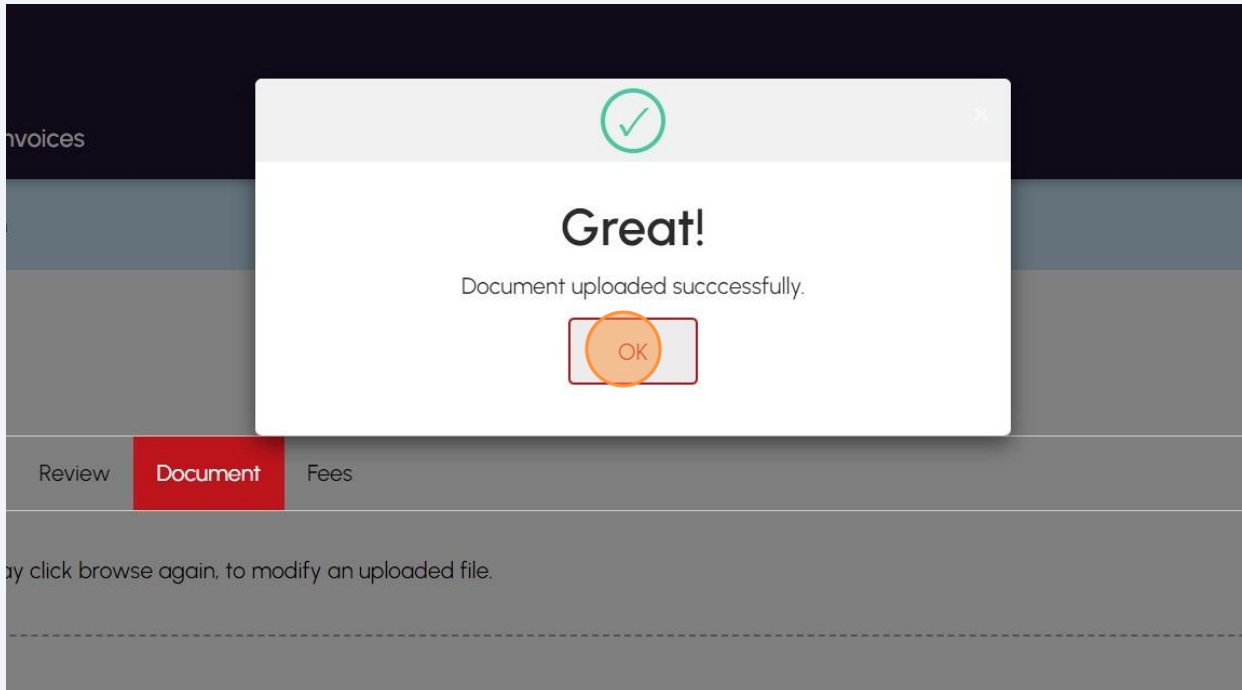 nvoices
Great!
Document uploaded succcessfully.
OK
Review Document Fees
ay click browse again, to modify an uploaded file.